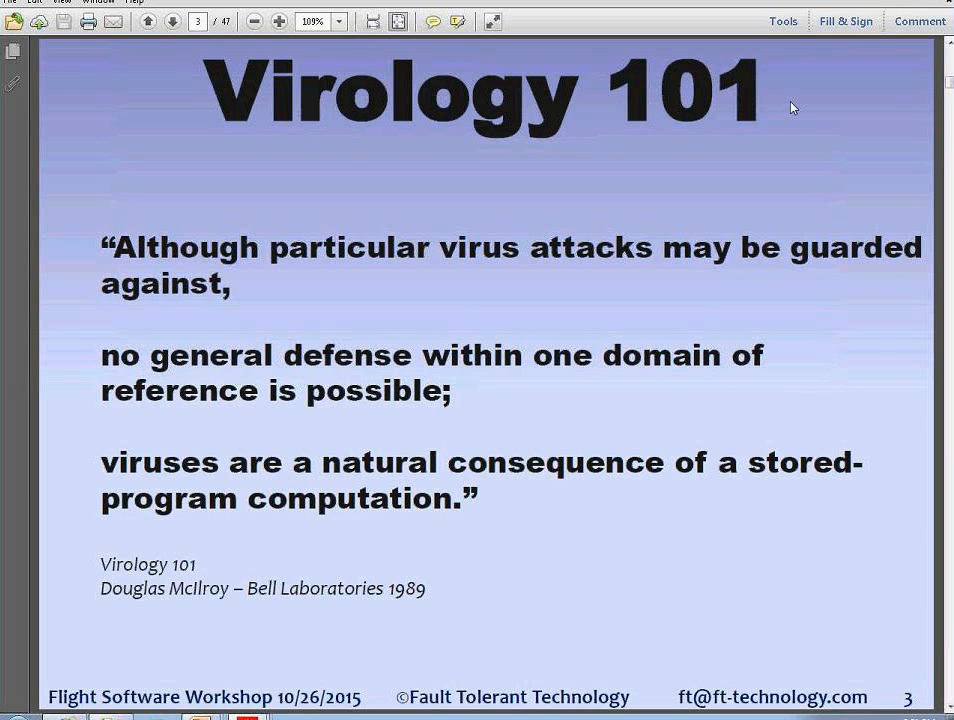 3 / 47
109%
Tools
Fill & Sign
Comment
Virology 101
“Although particular virus attacks may be guarded
against,
no general defense within one domain of
reference is possible;
viruses are a natural consequence of a stored-
program computation.”
Virology 101
Douglas McIlroy – Bell Laboratories 1989
Flight Software Workshop 10/26/2015 ©Fault Tolerant Technology ft@ft-technology.com 3